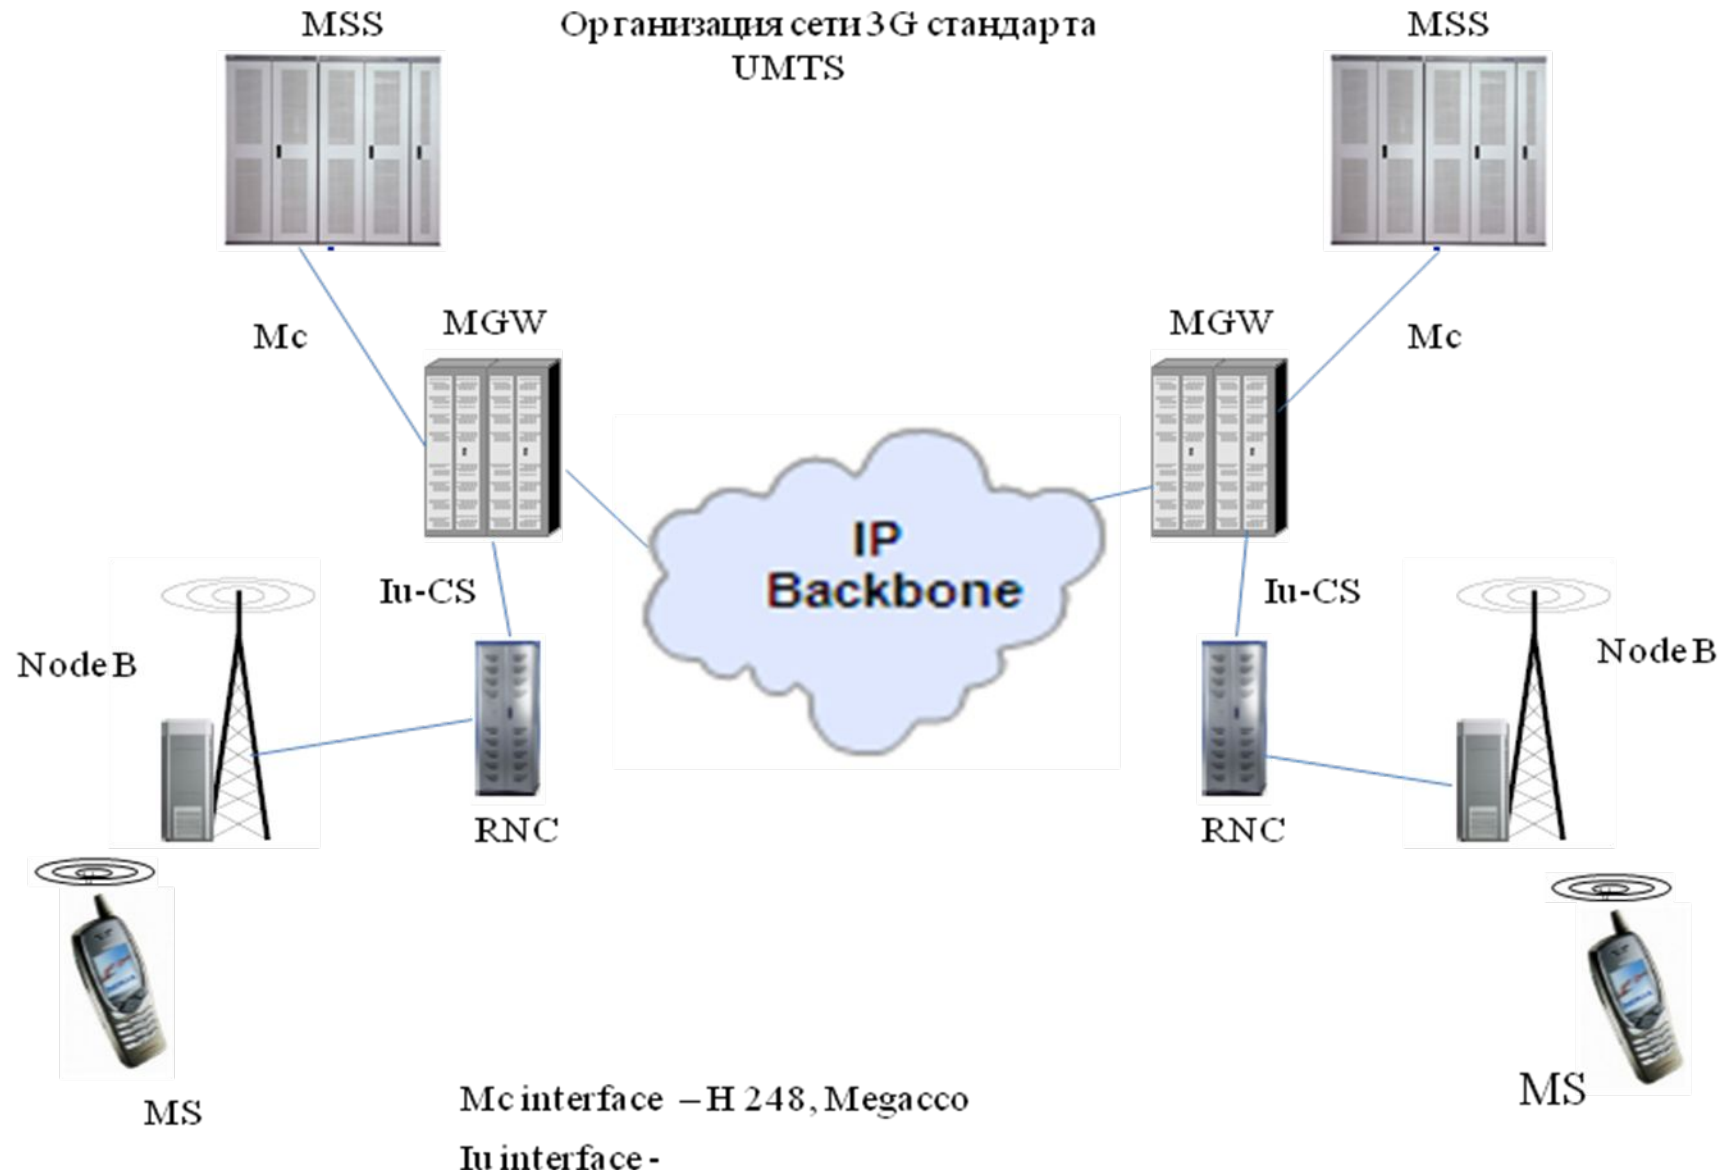 MSS
Организация сети 3G стандарта
UMTS
MSS
Mc
MGW
MGW
Mc
IP
Backbone
Iu-CS
Iu-CS
Node B
Node B
RNC
RNC
MS
MS
Mc interface – H 248, Megacco
Iu interface -